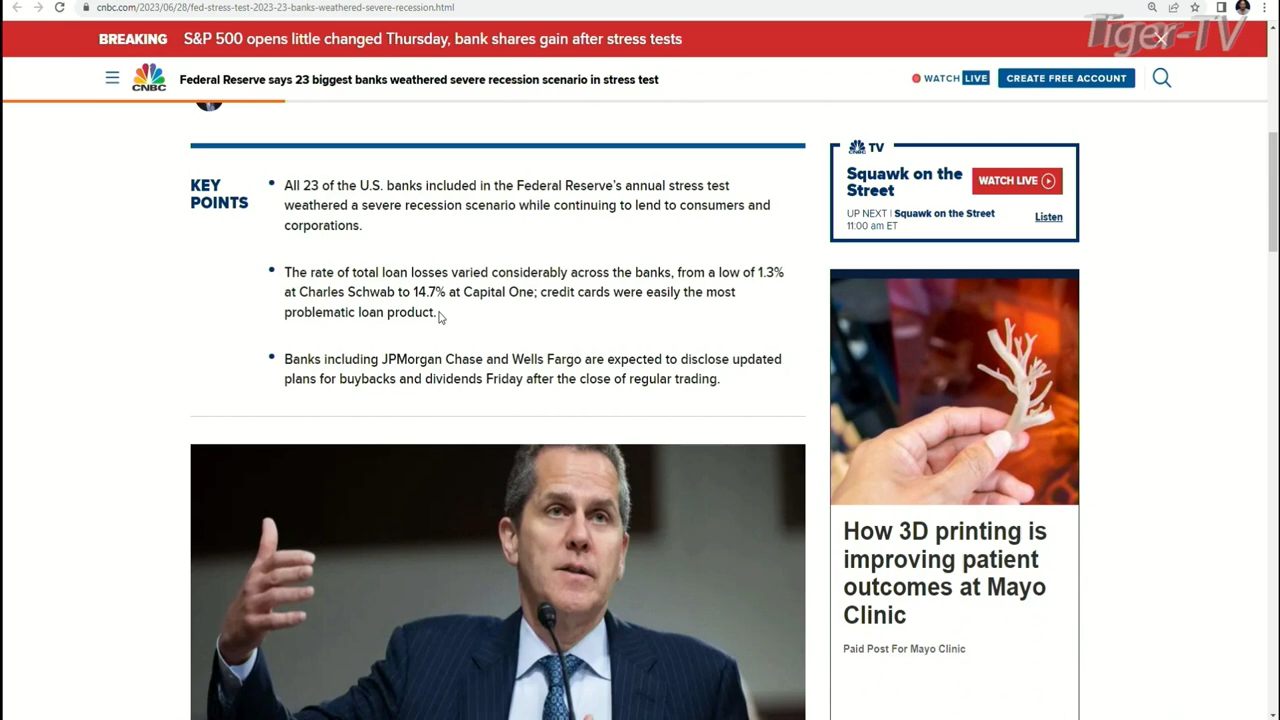 cnbc.com/2023/06/28/fed-stress-test-2023-23-banks-weathered-severe-recession.html
Tiger-TV
BREAKING S&P 500 opens little changed Thursday, bank shares gain after stress tests
CNBC
Federal Reserve says 23 biggest banks weathered severe recession scenario in stress test
WATCH LIVE
CREATE FREE ACCOUNT
KEY
POINTS
All 23 of the U.S. banks included in the Federal Reserve's annual stress test
weathered a severe recession scenario while continuing to lend to consumers and
corporations.
The rate of total loan losses varied considerably across the banks, from a low of 1.3%
at Charles Schwab to 14.7% at Capital One; credit cards were easily the most
problematic loan product.
Banks including JPMorgan Chase and Wells Fargo are expected to disclose updated
plans for buybacks and dividends Friday after the close of regular trading.
CNBC TV
Squawk on the
Street
WATCH LIVE
UP NEXT | Squawk on the Street
11:00 am ET
Listen
How 3D printing is
improving patient
outcomes at Mayo
Clinic
Paid Post For Mayo Clinic